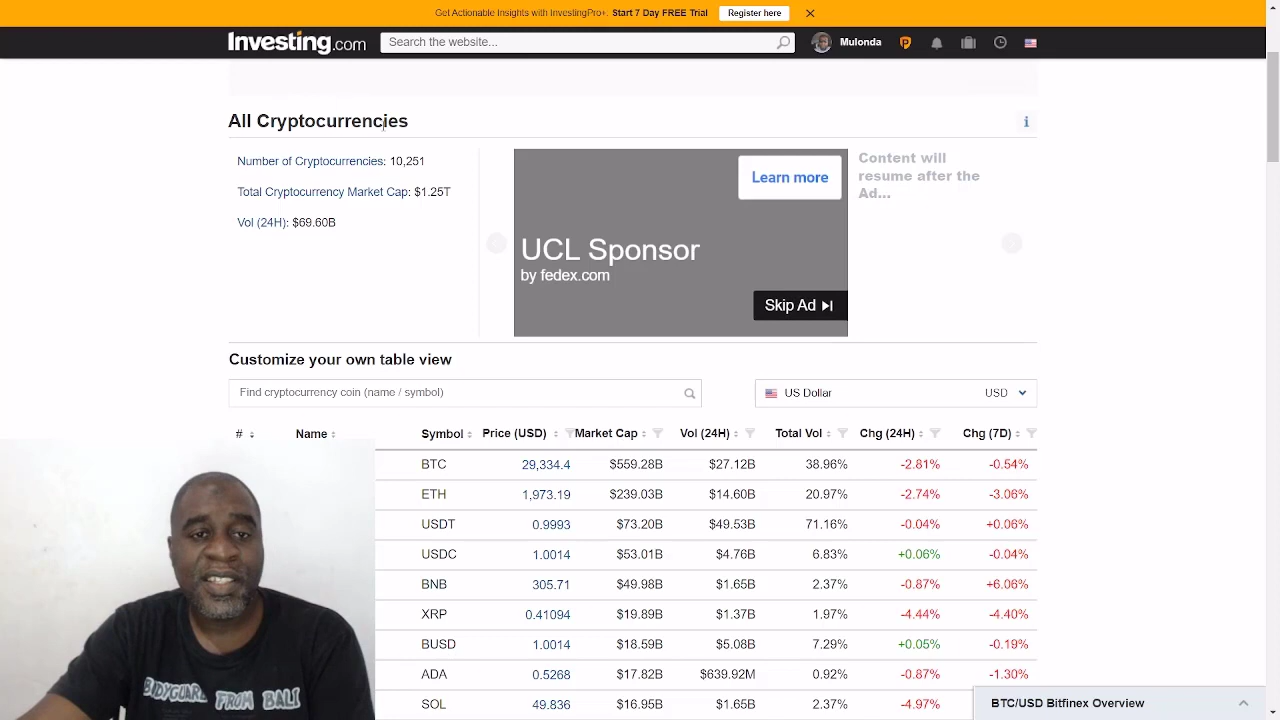 Get Actionable Insights with InvestingPro+. Start 7 Day FREE Trial Register here
Investing.com Search the website... Mulonda
All Cryptocurrencies
Number of Cryptocurrencies: 10,251
Total Cryptocurrency Market Cap: $1.25T
Vol (24H): $69.60B
Learn more
UCL Sponsor
by fedex.com
Skip Ad
Content will
resume after the
Ad...
Customize your own table view
Find cryptocurrency coin (name / symbol) US Dollar USD
# Name Symbol Price (USD) Market Cap Vol (24H) Total Vol Chg (24H) Chg (7D)
BTC 29,334.4 $559.28B $27.12B 38.96% -2.81% -0.54%
ETH 1,973.19 $239.03B $14.60B 20.97% -2.74% -3.06%
USDT 0.9993 $73.20B $49.53B 71.16% -0.04% +0.06%
USDC 1.0014 $53.01B $4.76B 6.83% +0.06% -0.04%
BNB 305.71 $49.98B $1.65B 2.37% -0.87% +6.06%
XRP 0.41094 $19.89B $1.37B 1.97% -4.44% -4.40%
BUSD 1.0014 $18.59B $5.08B 7.29% +0.05% -0.19%
ADA 0.5268 $17.82B $639.92M 0.92% -0.87% -1.30%
SOL 49.836 $16.95B $1.65B 2.37% -4.97%
BTC/USD Bitfinex Overview
BODYGUARD FROM BALI